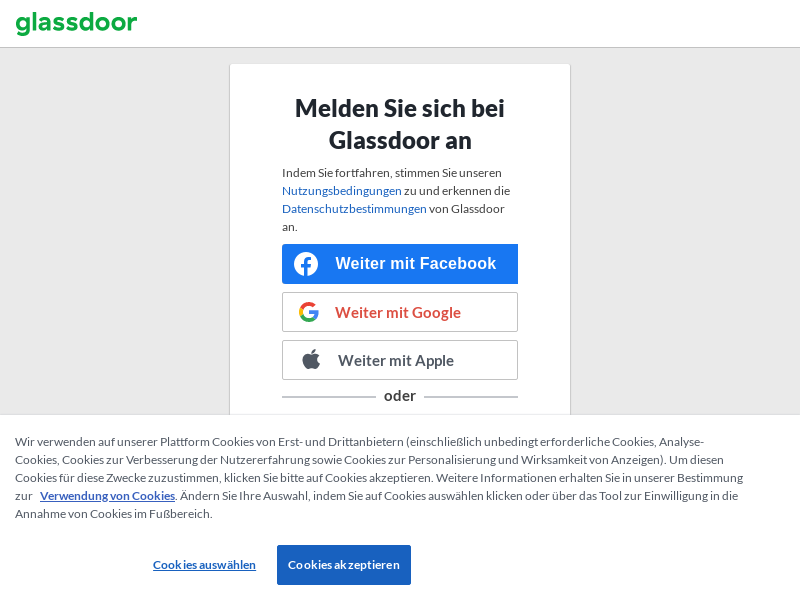 glassdoor
Melden Sie sich bei
Glassdoor an
Indem Sie fortfahren, stimmen Sie unseren
Nutzungsbedingungen zu und erkennen die
Datenschutzbestimmungen von Glassdoor
an.
Weiter mit Facebook
Weiter mit Google
Weiter mit Apple
oder
Wir verwenden auf unserer Plattform Cookies von Erst- und Drittanbietern (einschließlich unbedingt erforderliche Cookies, Analyse-
Cookies, Cookies zur Verbesserung der Nutzererfahrung sowie Cookies zur Personalisierung und Wirksamkeit von Anzeigen). Um diesen
Cookies für diese Zwecke zuzustimmen, klicken Sie bitte auf Cookies akzeptieren. Weitere Informationen erhalten Sie in unserer Bestimmung
zur Verwendung von Cookies. Ändern Sie Ihre Auswahl, indem Sie auf Cookies auswählen klicken oder über das Tool zur Einwilligung in die
Annahme von Cookies im Fußbereich.
Cookies auswählen
Cookies akzeptieren